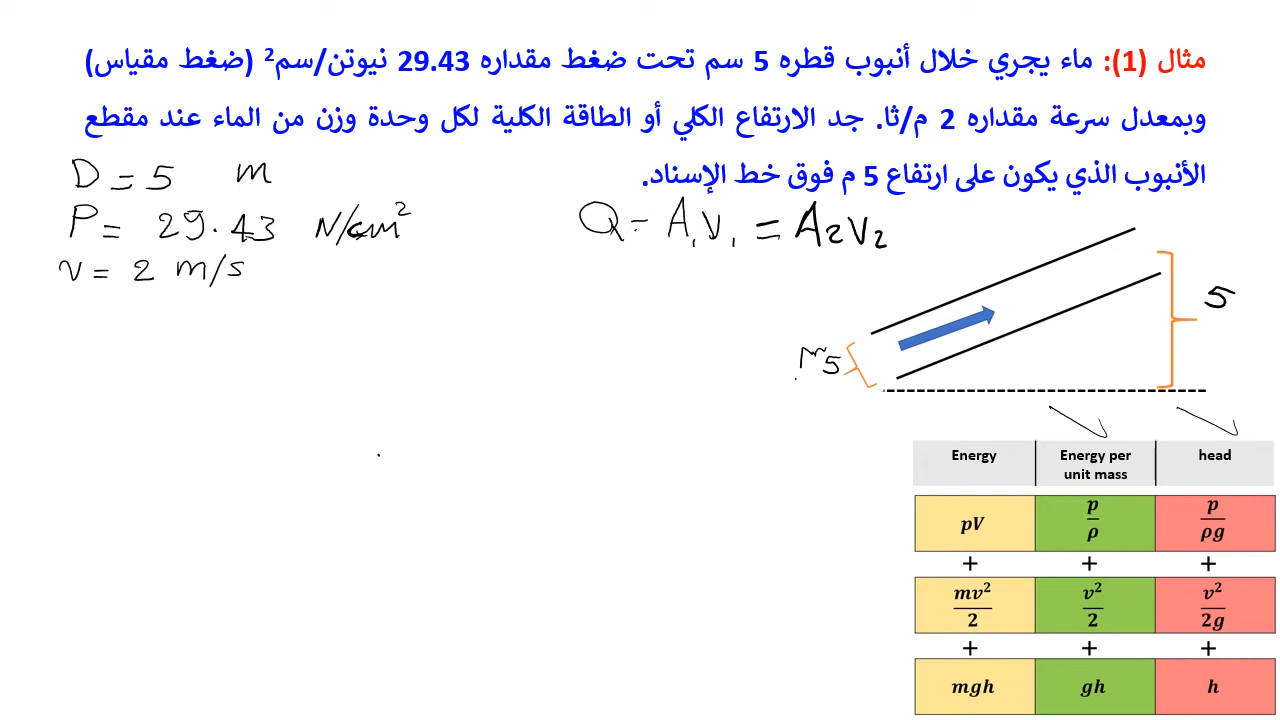 مثال (1): ماء يجري خلال أنبوب قطره 5 سم تحت ضغط مقداره 29.43 نيوتن/سم² (ضغط مقياس)
وبمعدل سرعة مقداره 2 م/ثا. جد الارتفاع الكلي أو الطاقة الكلية لكل وحدة وزن من الماء عند مقطع
الأنبوب الذي يكون على ارتفاع 5 م فوق خط الإسناد.
D = 5 m
P = 29.43 N/cm²
v = 2 m/s
Q = A₁v₁ = A₂v₂
5
5
Energy | Energy per unit mass | head
pV | p/ρ | p/ρg
+ + +
mv²/2 | v²/2 | v²/2g
+ + +
mgh | gh | h